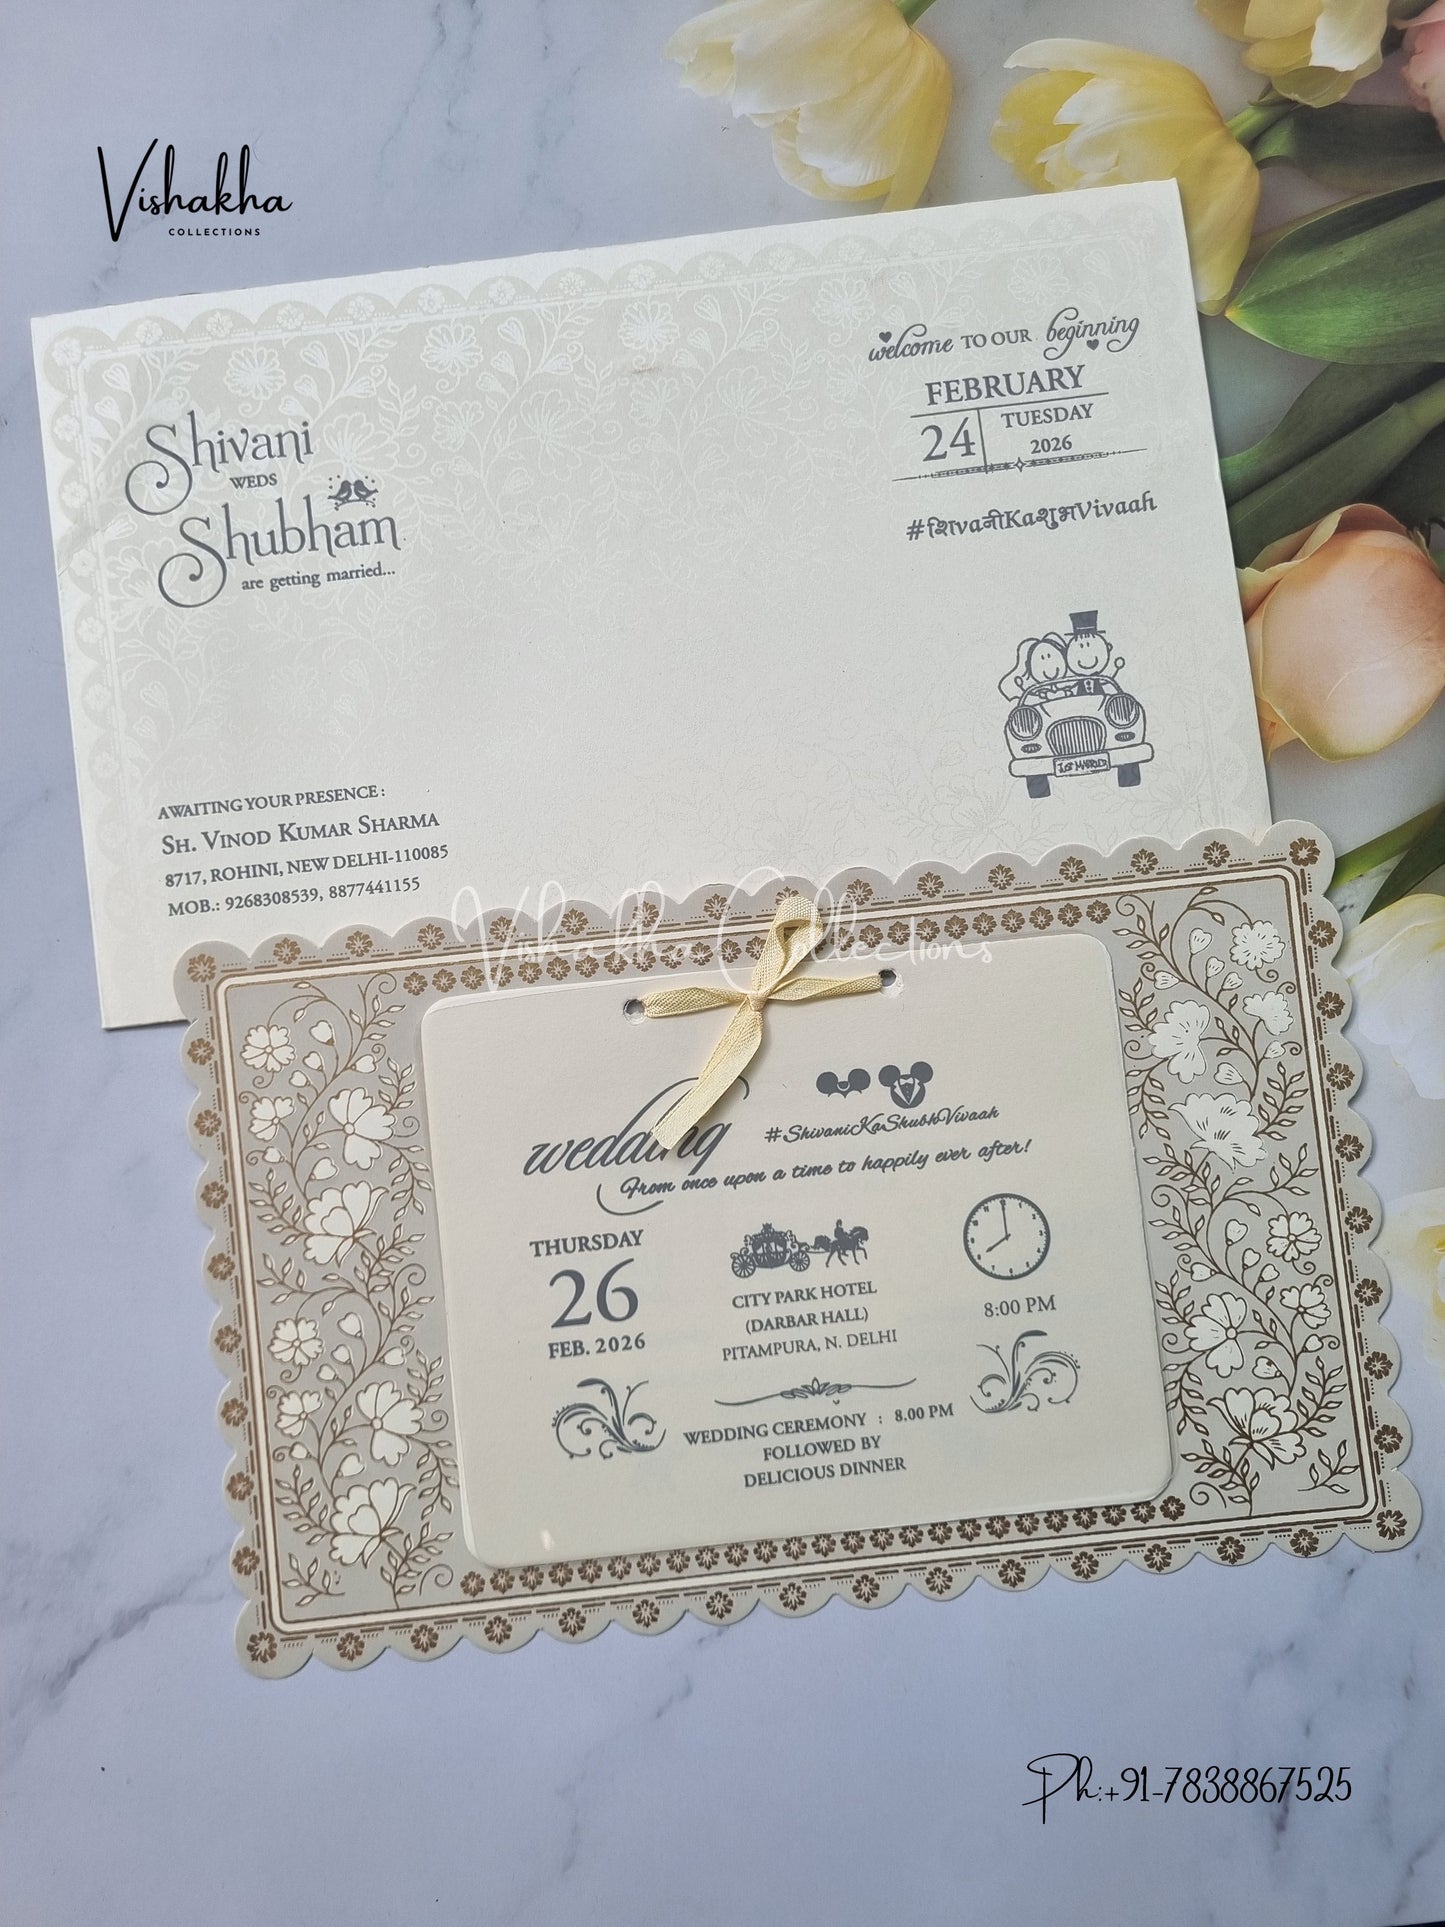 Vishakha
COLLECTIONS
welcome TO OUR beginning
FEBRUARY
24
TUESDAY
2026
#शिvaनीKaशुभVivaah
Shivani
WEDS
Shubham
are getting married...
JUST MARRIED
AWAITING YOUR PRESENCE :
SH. VINOD KUMAR SHARMA
8717, ROHINI, NEW DELHI-110085
MOB.: 9268308539, 8877441155
Vishakha Collections
wedding
#ShivaniKaShubhVivaah
From once upon a time to happily ever after!
THURSDAY
26
FEB. 2026
CITY PARK HOTEL
(DARBAR HALL)
PITAMPURA, N. DELHI
8:00 PM
WEDDING CEREMONY : 8.00 PM
FOLLOWED BY
DELICIOUS DINNER
Ph:+91-7838867525